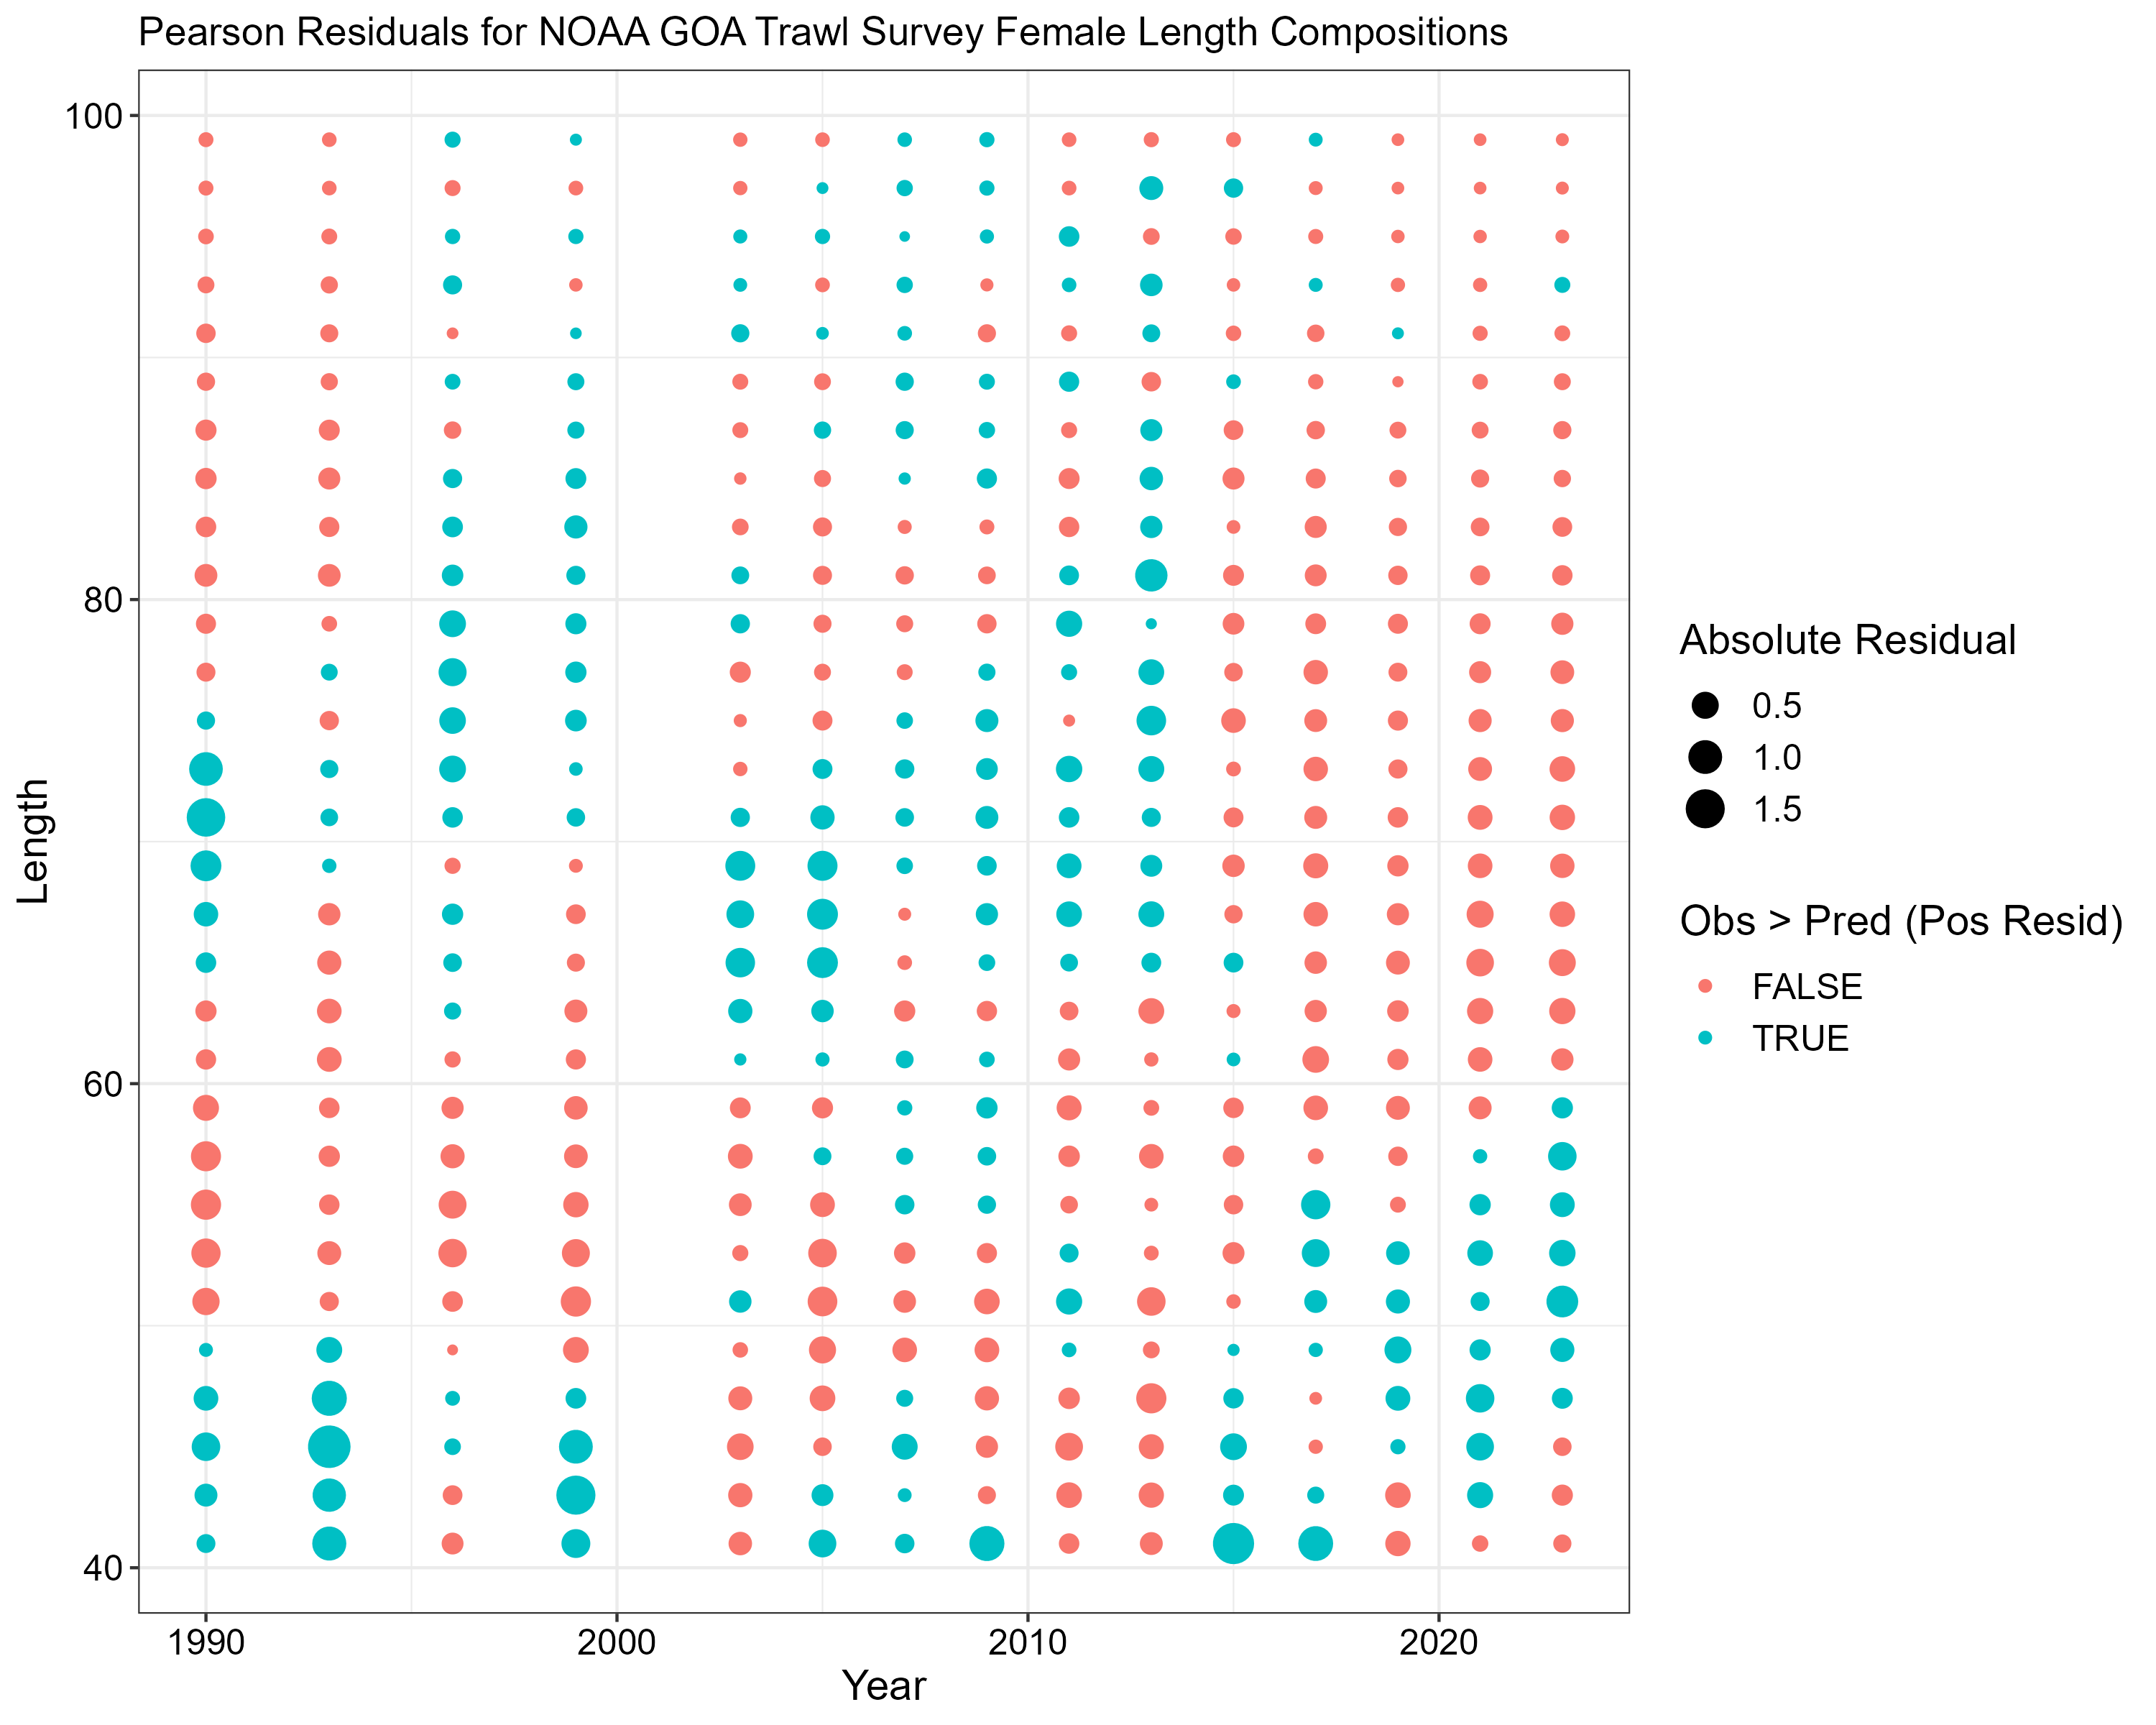 Pearson Residuals for NOAA GOA Trawl Survey Female Length Compositions
100
80
60
40
Length
1990 2000 2010 2020
Year
Absolute Residual
0.5
1.0
1.5
Obs > Pred (Pos Resid)
FALSE
TRUE